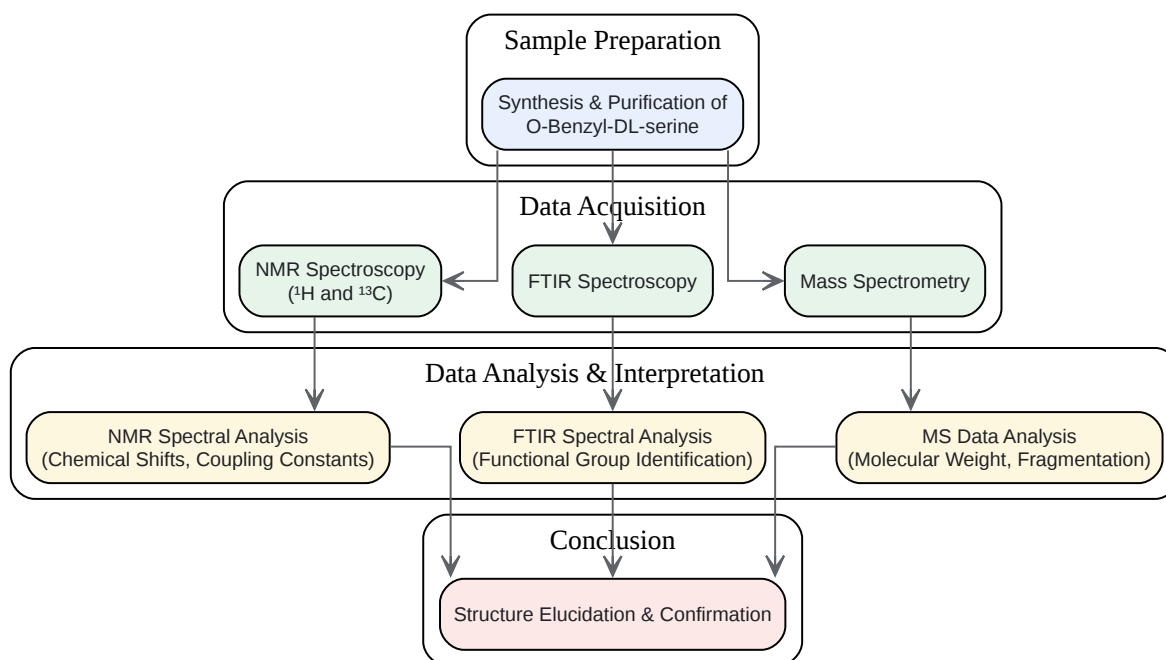 Sample Preparation
Synthesis & Purification of
O-Benzyl-DL-serine
Data Acquisition
NMR Spectroscopy
(¹H and ¹³C)
FTIR Spectroscopy
Mass Spectrometry
Data Analysis & Interpretation
NMR Spectral Analysis
(Chemical Shifts, Coupling Constants)
FTIR Spectral Analysis
(Functional Group Identification)
MS Data Analysis
(Molecular Weight, Fragmentation)
Conclusion
Structure Elucidation & Confirmation